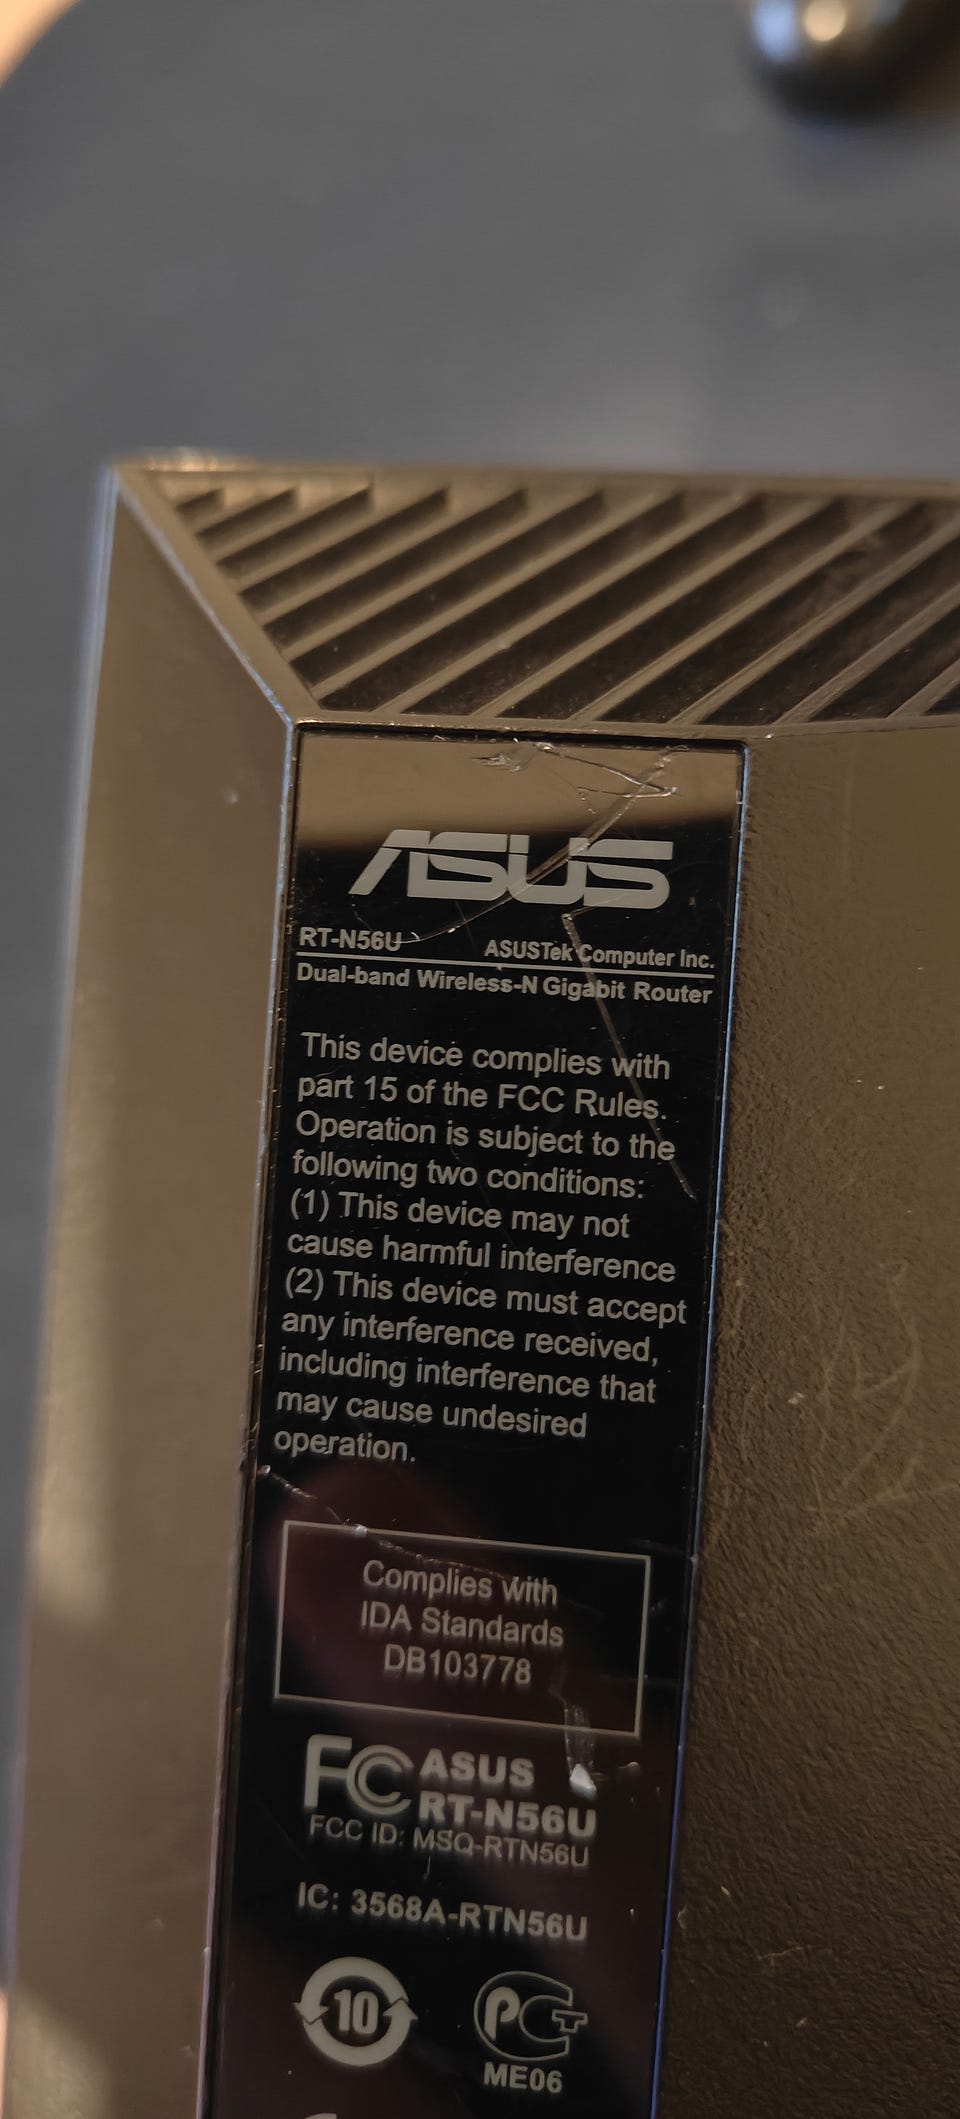 ASUS
RT-N56U ASUSTek Computer Inc.
Dual-band Wireless-N Gigabit Router
This device complies with
part 15 of the FCC Rules.
Operation is subject to the
following two conditions:
(1) This device may not
cause harmful interference
(2) This device must accept
any interference received,
including interference that
may cause undesired
operation.
Complies with
IDA Standards
DB103778
FC ASUS
RT-N56U
FCC ID: MSQ-RTN56U
IC: 3568A-RTN56U
10 РСТ
ME06